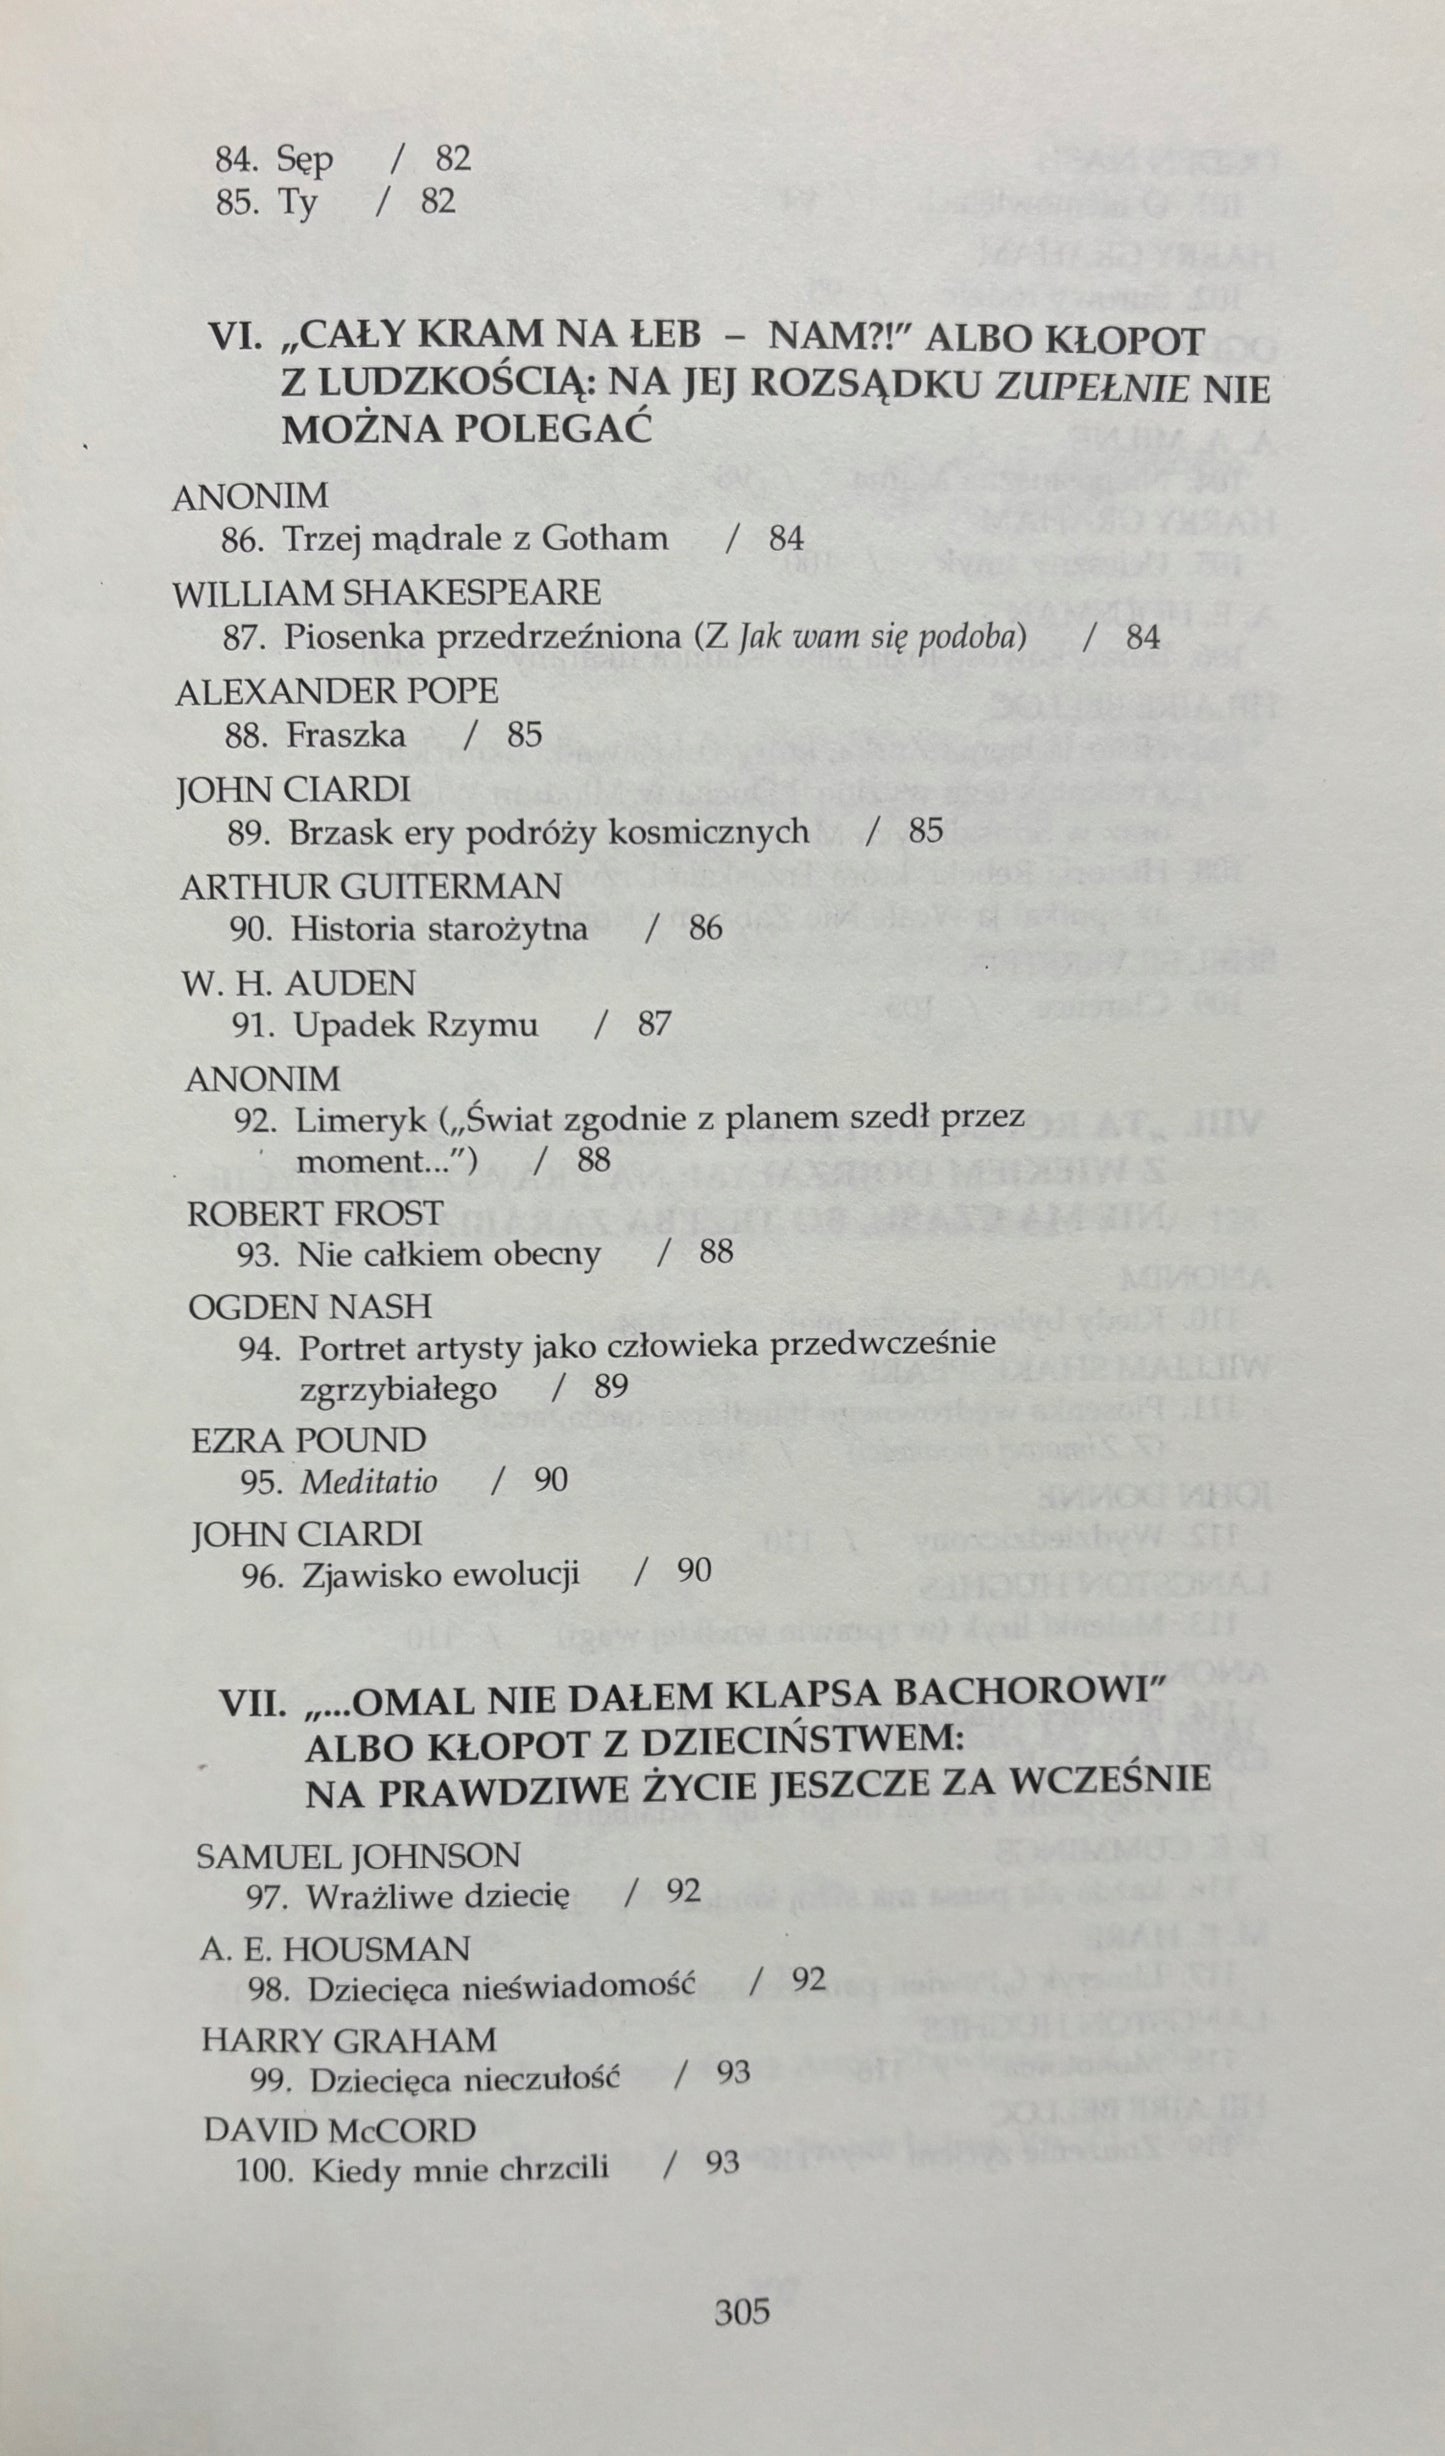 84. Sęp / 82
85. Ty / 82
VI. „CAŁY KRAM NA ŁEB – NAM?!” ALBO KŁOPOT
Z LUDZKOŚCIĄ: NA JEJ ROZSĄDKU ZUPEŁNIE NIE
MOŻNA POLEGAĆ
ANONIM
86. Trzej mądrale z Gotham / 84
WILLIAM SHAKESPEARE
87. Piosenka przedrzeźniona (Z Jak wam się podoba) / 84
ALEXANDER POPE
88. Fraszka / 85
JOHN CIARDI
89. Brzask ery podróży kosmicznych / 85
ARTHUR GUITERMAN
90. Historia starożytna / 86
W. H. AUDEN
91. Upadek Rzymu / 87
ANONIM
92. Limeryk („Świat zgodnie z planem szedł przez
moment...”) / 88
ROBERT FROST
93. Nie całkiem obecny / 88
OGDEN NASH
94. Portret artysty jako człowieka przedwcześnie
zgrzybiałego / 89
EZRA POUND
95. Meditatio / 90
JOHN CIARDI
96. Zjawisko ewolucji / 90
VII. „...OMAL NIE DAŁEM KLAPSA BACHOROWI”
ALBO KŁOPOT Z DZIECIŃSTWEM:
NA PRAWDZIWE ŻYCIE JESZCZE ZA WCZEŚNIE
SAMUEL JOHNSON
97. Wrażliwe dziecię / 92
A. E. HOUSMAN
98. Dziecięca nieświadomość / 92
HARRY GRAHAM
99. Dziecięca nieczułość / 93
DAVID McCORD
100. Kiedy mnie chrzcili / 93
305